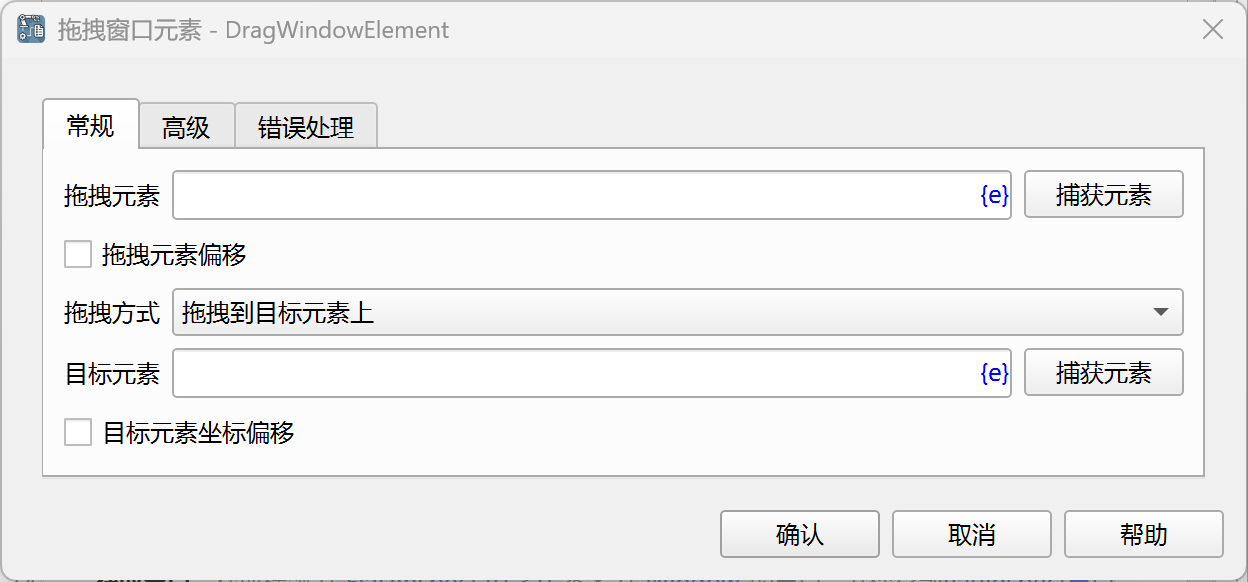 拖拽窗口元素 - DragWindowElement
常规 高级 错误处理
拖拽元素 {e} 捕获元素
拖拽元素偏移
拖拽方式 拖拽到目标元素上
目标元素 {e} 捕获元素
目标元素坐标偏移
确认 取消 帮助